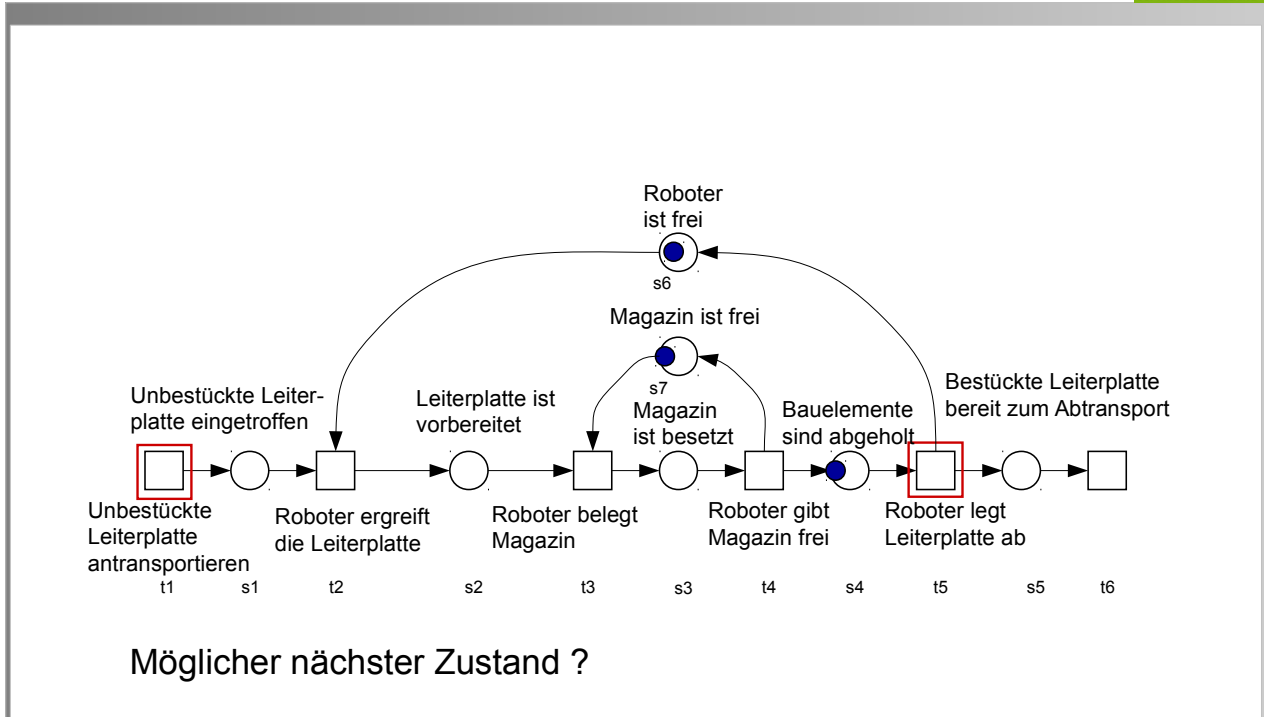 Roboter
ist frei
s6
Magazin ist frei
s7
Unbestückte Leiter-
platte eingetroffen
Leiterplatte ist
vorbereitet
Magazin
ist besetzt
Bauelemente
sind abgeholt
Bestückte Leiterplatte
bereit zum Abtransport
Unbestückte
Leiterplatte
antransportieren
Roboter ergreift
die Leiterplatte
Roboter belegt
Magazin
Roboter gibt
Magazin frei
Roboter legt
Leiterplatte ab
t1 s1 t2 s2 t3 s3 t4 s4 t5 s5 t6
Möglicher nächster Zustand ?